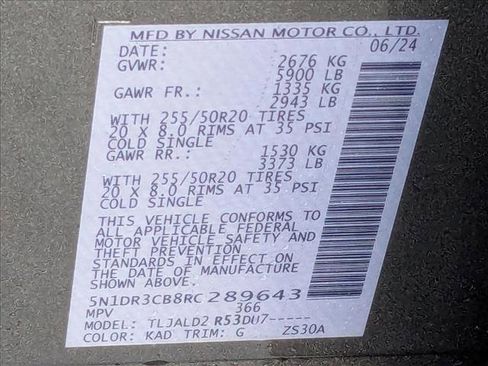 MFD BY NISSAN MOTOR CO., LTD.
DATE: 06/24
GVWR: 2676 KG
5900 LB
GAWR FR.: 1335 KG
2943 LB
WITH 255/50R20 TIRES
20 X 8.0 RIMS AT 35 PSI
COLD SINGLE
GAWR RR.: 1530 KG
3373 LB
WITH 255/50R20 TIRES
20 X 8.0 RIMS AT 35 PSI
COLD SINGLE
THIS VEHICLE CONFORMS TO
ALL APPLICABLE FEDERAL
MOTOR VEHICLE SAFETY AND
THEFT PREVENTION
STANDARDS IN EFFECT ON
THE DATE OF MANUFACTURE
SHOWN ABOVE.
5N1DR3CB8RC289643
MPV 366
MODEL: TLJALD2 R53DU7-----
COLOR: KAD TRIM: G ZS30A